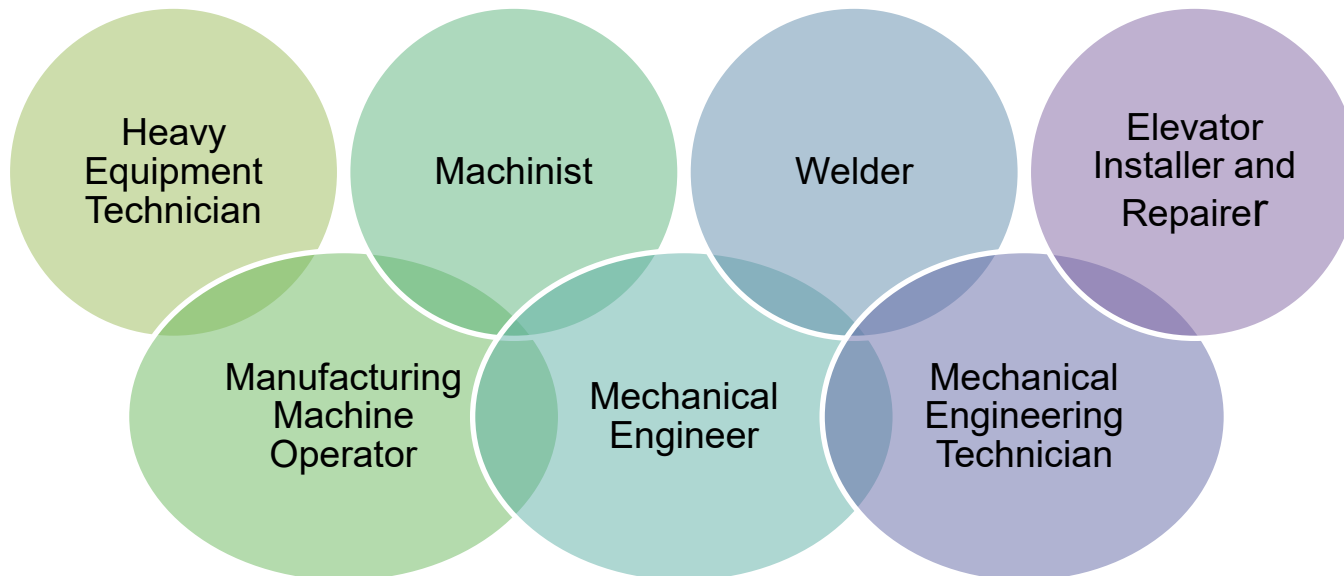 Heavy
Equipment
Technician
Machinist
Welder
Elevator
Installer and
Repairer
Manufacturing
Machine
Operator
Mechanical
Engineer
Mechanical
Engineering
Technician